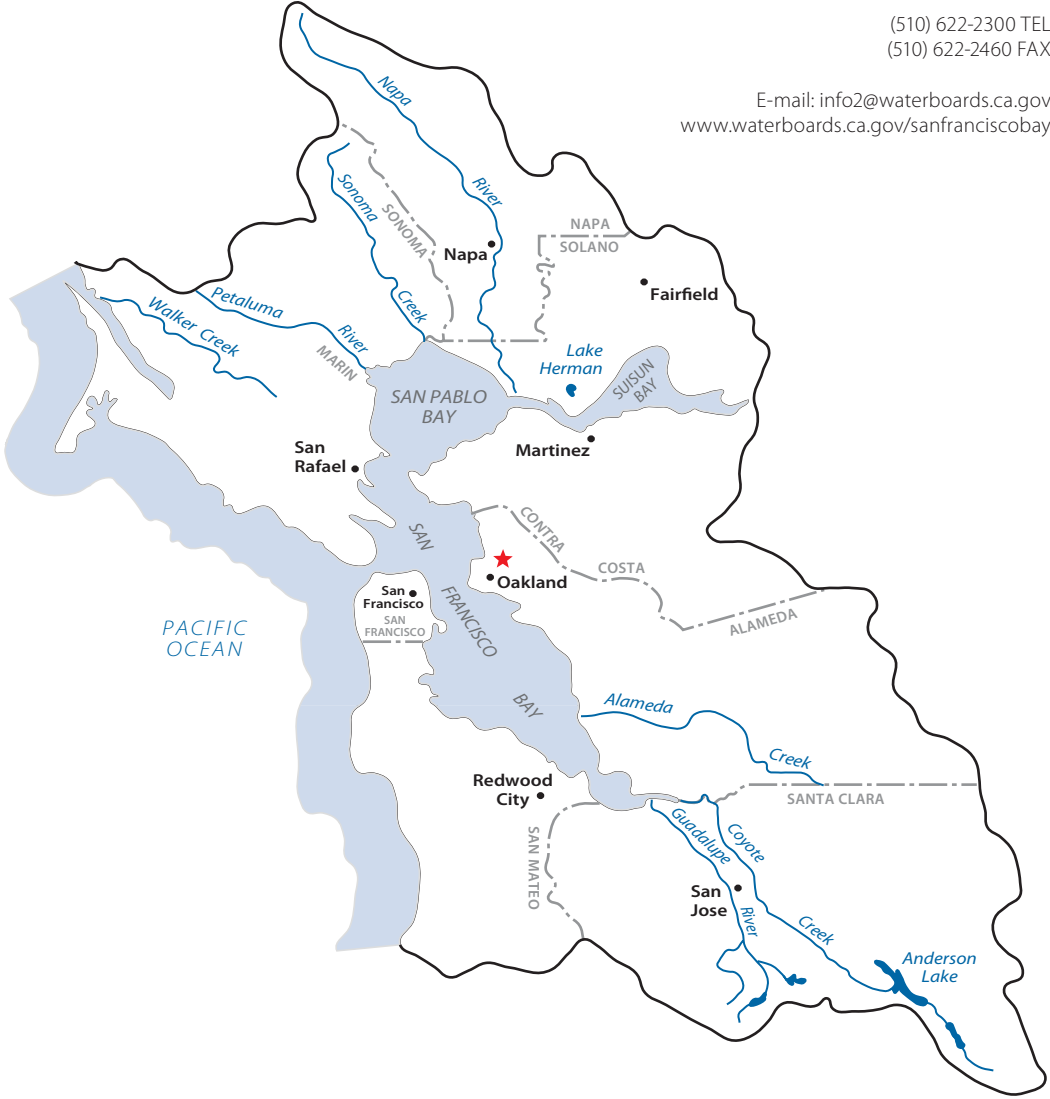 (510) 622-2300 TEL
(510) 622-2460 FAX
E-mail: info2@waterboards.ca.gov
www.waterboards.ca.gov/sanfranciscobay
Napa
River
Sonoma
Creek
SONOMA
NAPA
SOLANO
Napa
Fairfield
Petaluma
River
Walker Creek
MARIN
Lake
Herman
SUISUN
BAY
SAN PABLO
BAY
Martinez
San
Rafael
SAN
FRANCISCO
BAY
CONTRA
COSTA
ALAMEDA
Oakland
San
Francisco
SAN
FRANCISCO
PACIFIC
OCEAN
Alameda
Creek
Redwood
City
SANTA CLARA
SAN MATEO
Guadalupe
River
Coyote
Creek
San
Jose
Anderson
Lake